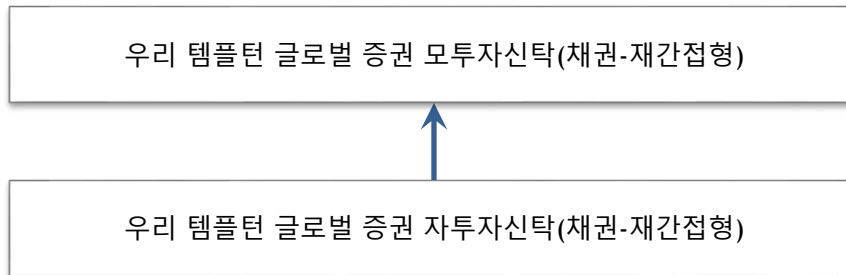 우리 템플턴 글로벌 증권 모투자신탁(채권-재간접형)
우리 템플턴 글로벌 증권 자투자신탁(채권-재간접형)